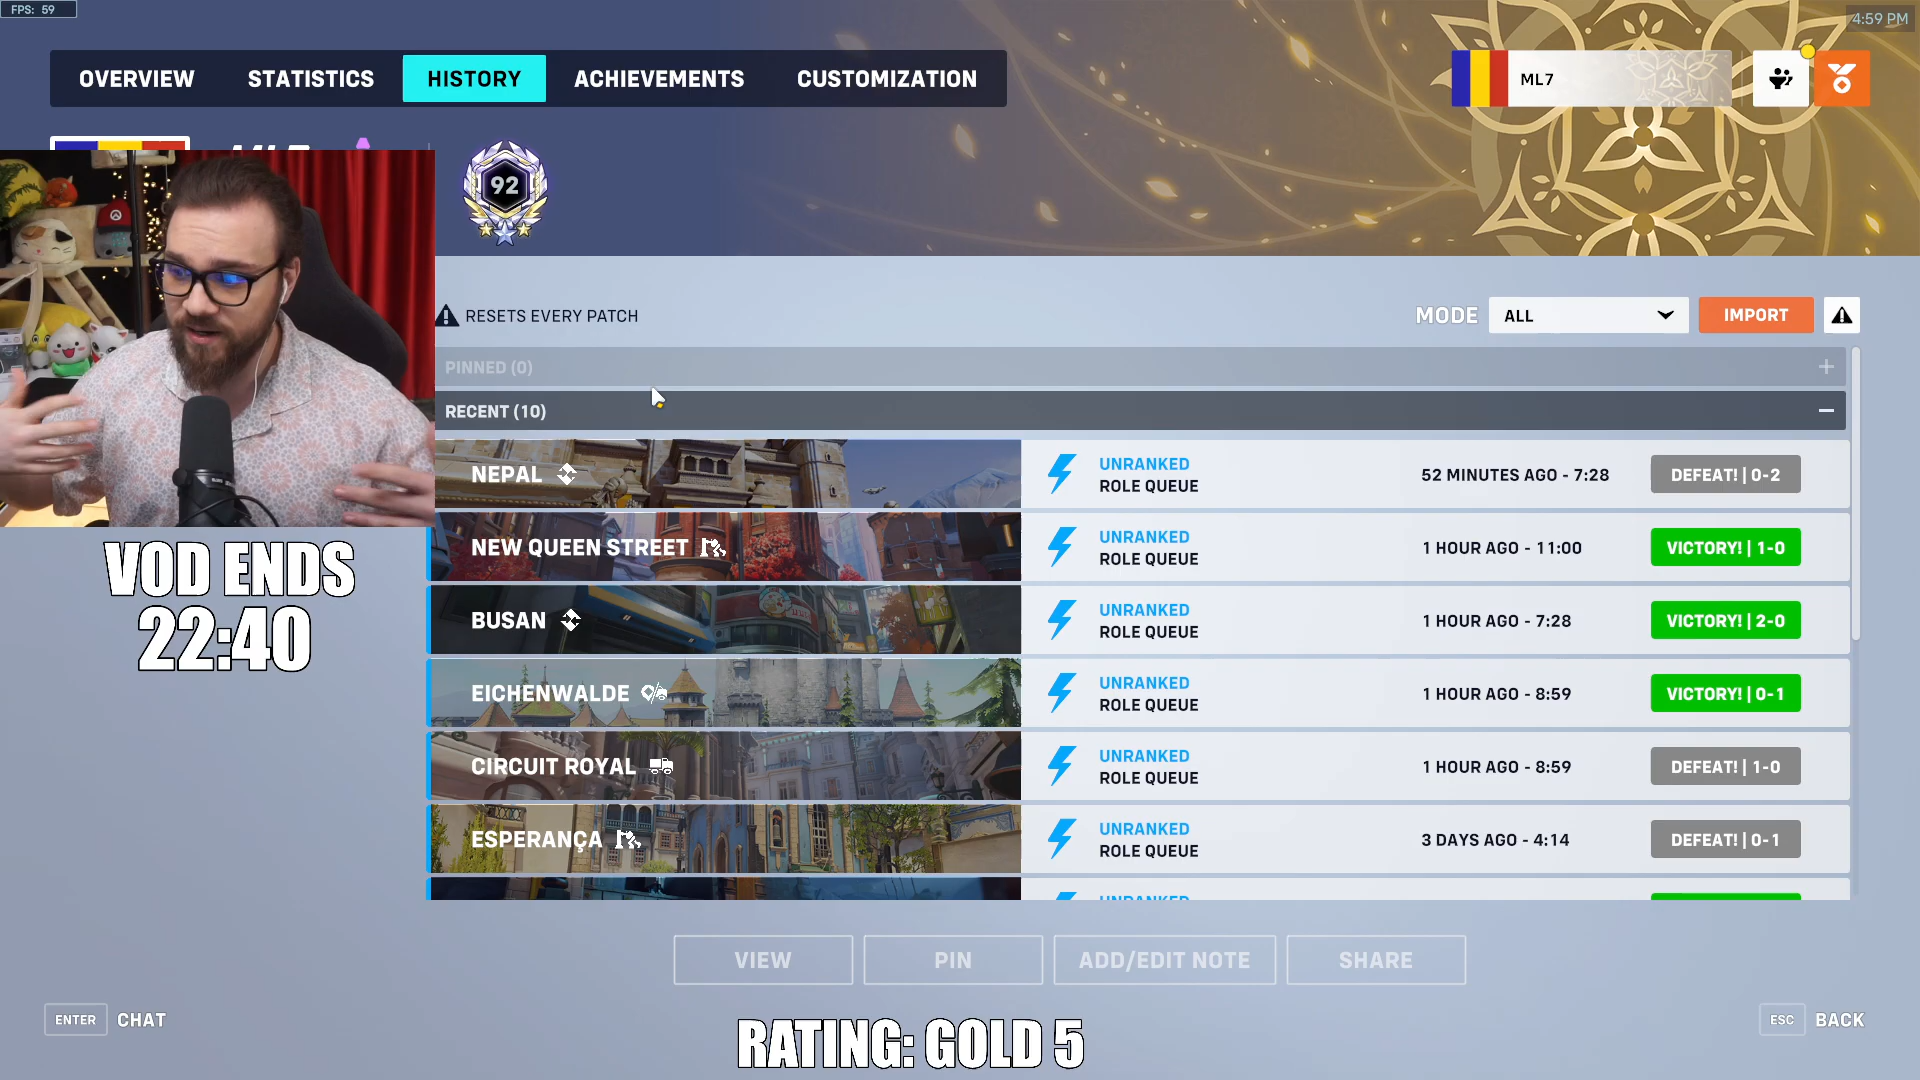 FPS: 59
4:59 PM
OVERVIEW
STATISTICS
HISTORY
ACHIEVEMENTS
CUSTOMIZATION
ML7
92
RESETS EVERY PATCH
MODE
ALL
IMPORT
PINNED (0)
RECENT (10)
NEPAL
UNRANKED
ROLE QUEUE
52 MINUTES AGO - 7:28
DEFEAT! | 0-2
NEW QUEEN STREET
UNRANKED
ROLE QUEUE
1 HOUR AGO - 11:00
VICTORY! | 1-0
BUSAN
UNRANKED
ROLE QUEUE
1 HOUR AGO - 7:28
VICTORY! | 2-0
EICHENWALDE
UNRANKED
ROLE QUEUE
1 HOUR AGO - 8:59
VICTORY! | 0-1
CIRCUIT ROYAL
UNRANKED
ROLE QUEUE
1 HOUR AGO - 8:59
DEFEAT! | 1-0
ESPERANÇA
UNRANKED
ROLE QUEUE
3 DAYS AGO - 4:14
DEFEAT! | 0-1
UNRANKED
VOD ENDS
22:40
VIEW
PIN
ADD/EDIT NOTE
SHARE
ENTER CHAT
ESC BACK
RATING: GOLD 5